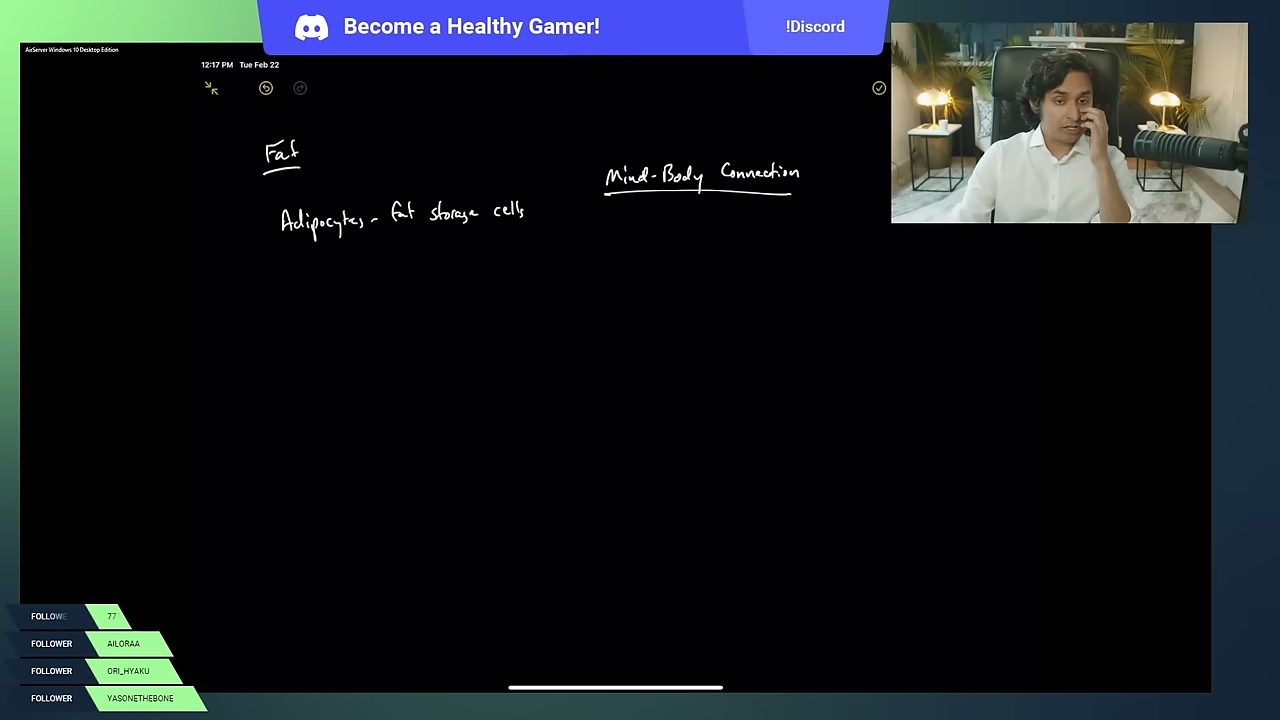 Become a Healthy Gamer!
!Discord
AirServer Windows 10 Desktop Edition
12:17 PM Tue Feb 22
Fat
Mind-Body Connection
Adipocytes - fat storage cells
FOLLOWE 77
FOLLOWER AILORAA
FOLLOWER ORI_HYAKU
FOLLOWER YASONETHEBONE